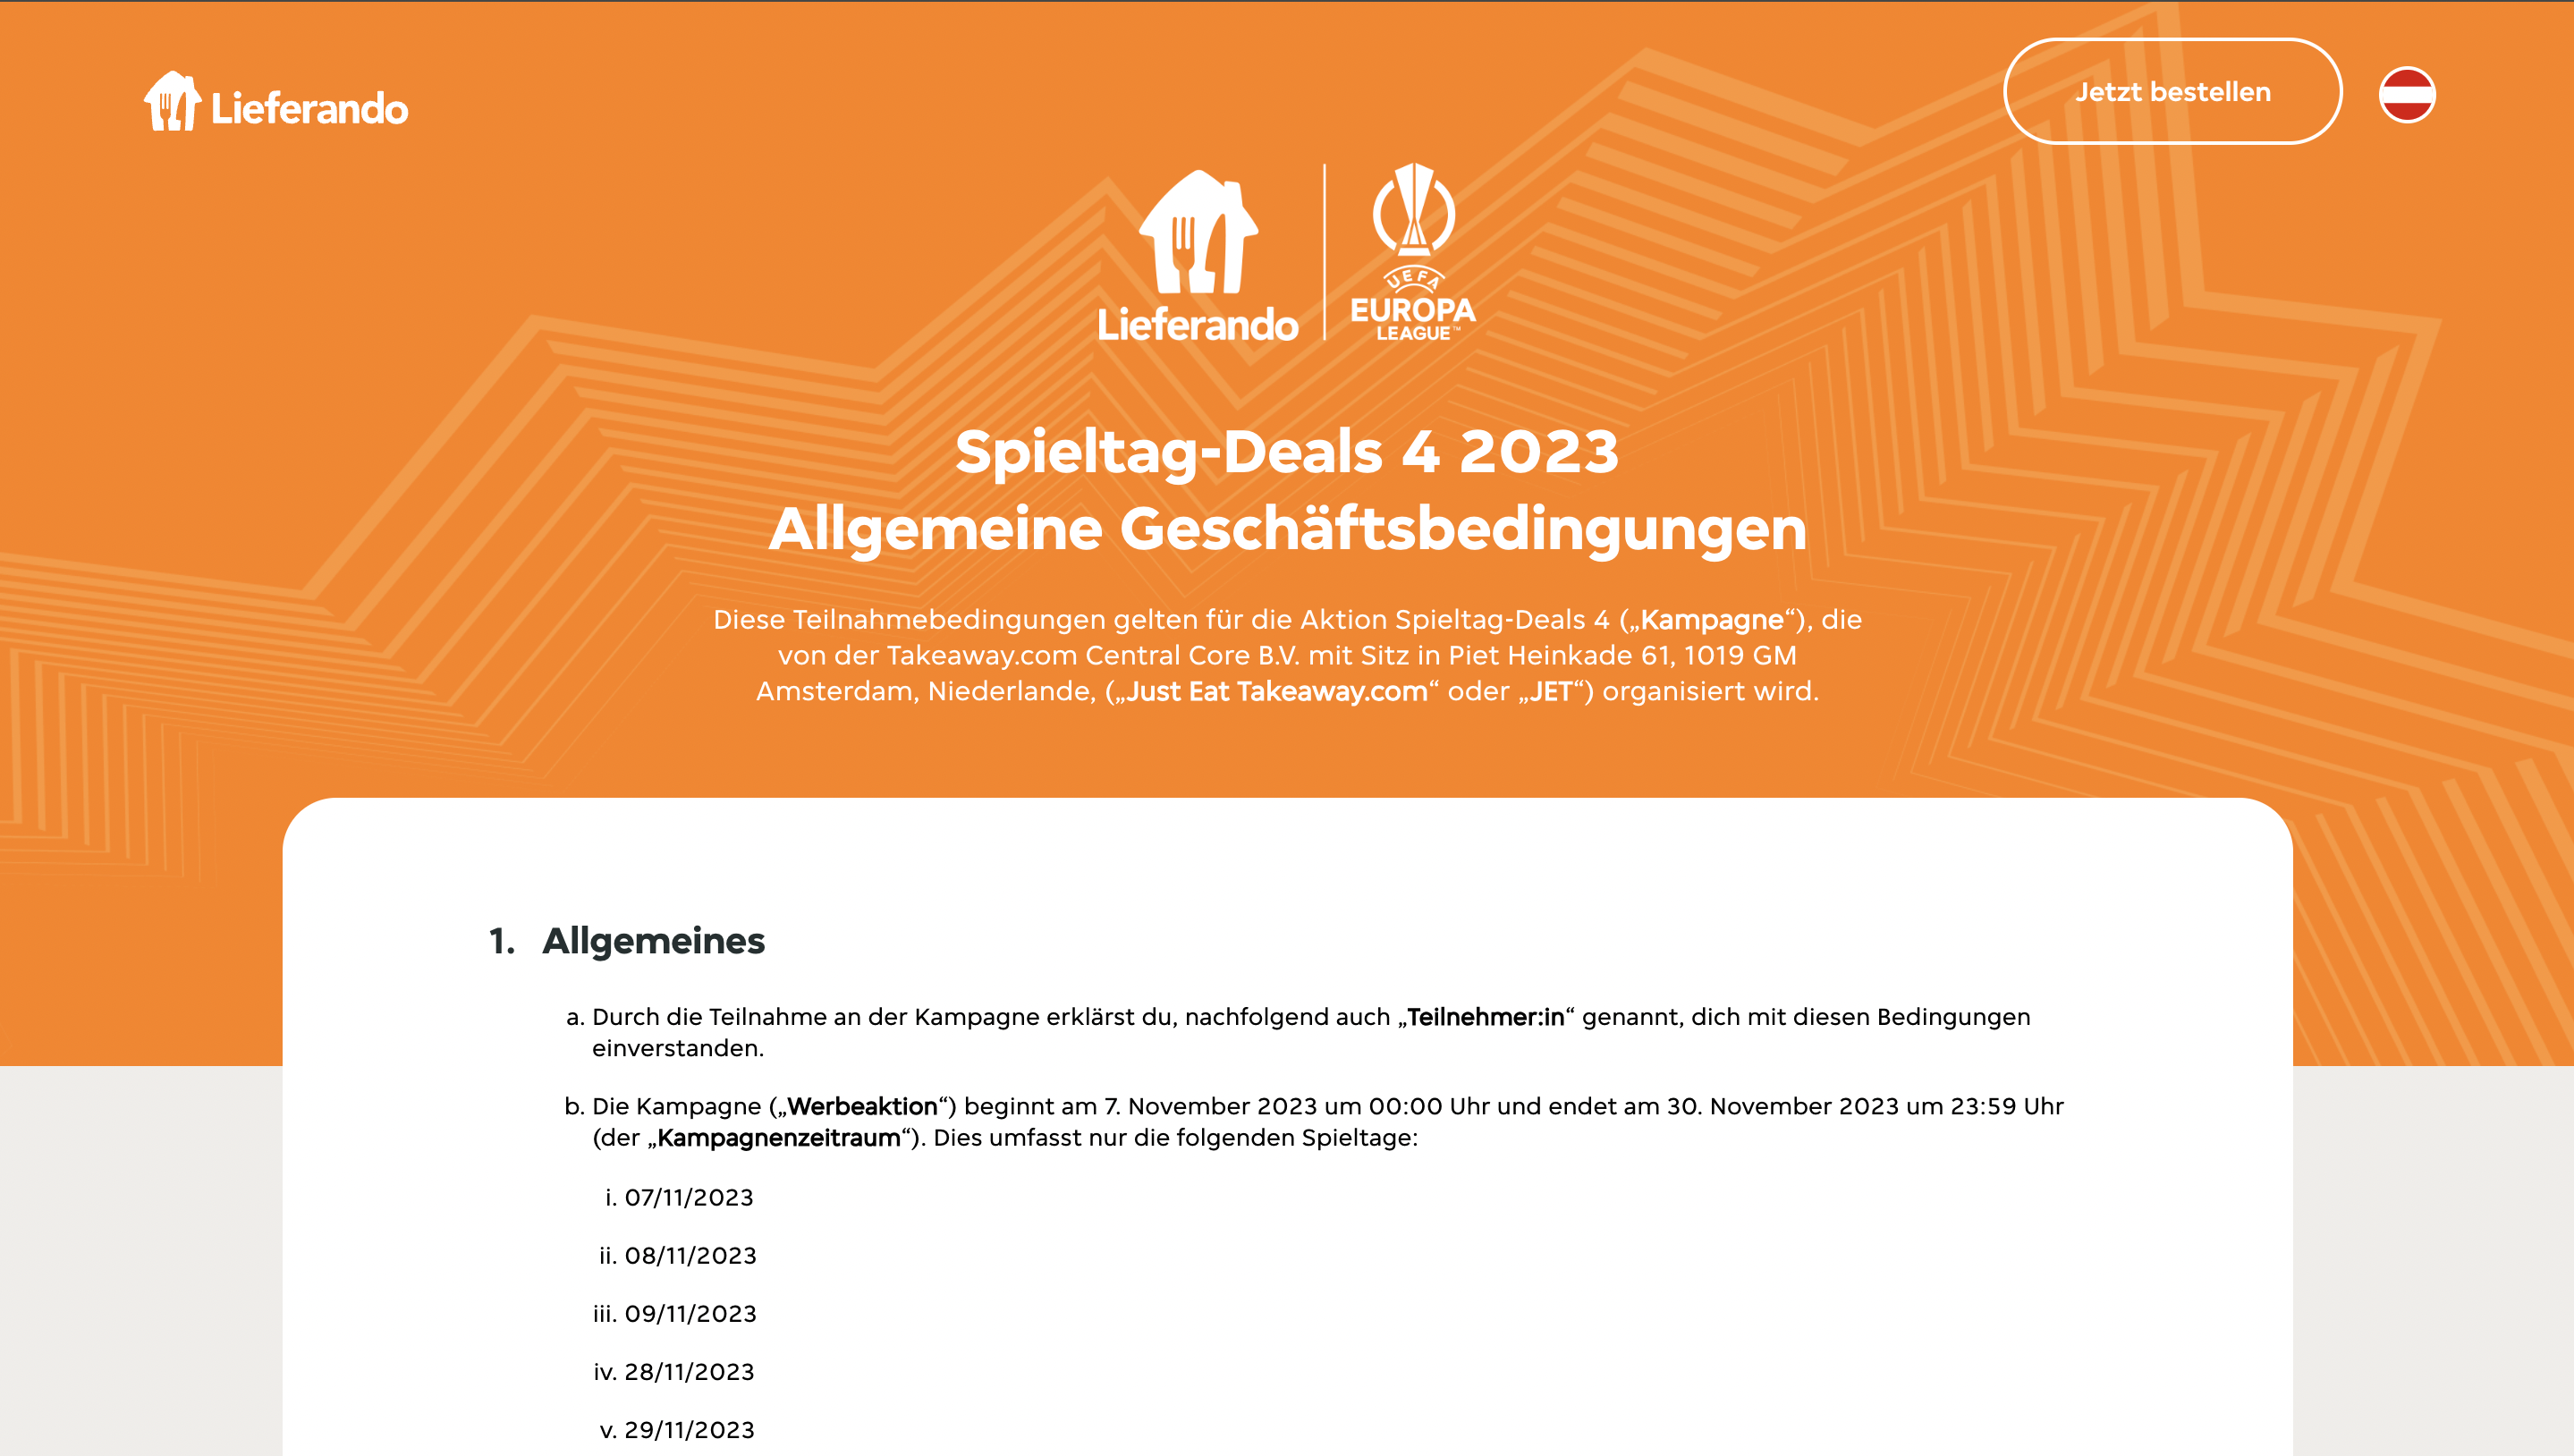 Lieferando
Jetzt bestellen
Lieferando
UEFA
EUROPA
LEAGUE™
Spieltag-Deals 4 2023
Allgemeine Geschäftsbedingungen
Diese Teilnahmebedingungen gelten für die Aktion Spieltag-Deals 4 („Kampagne“), die
von der Takeaway.com Central Core B.V. mit Sitz in Piet Heinkade 61, 1019 GM
Amsterdam, Niederlande, („Just Eat Takeaway.com“ oder „JET“) organisiert wird.
1. Allgemeines
a. Durch die Teilnahme an der Kampagne erklärst du, nachfolgend auch „Teilnehmer:in“ genannt, dich mit diesen Bedingungen
einverstanden.
b. Die Kampagne („Werbeaktion“) beginnt am 7. November 2023 um 00:00 Uhr und endet am 30. November 2023 um 23:59 Uhr
(der „Kampagnenzeitraum“). Dies umfasst nur die folgenden Spieltage:
i. 07/11/2023
ii. 08/11/2023
iii. 09/11/2023
iv. 28/11/2023
v. 29/11/2023